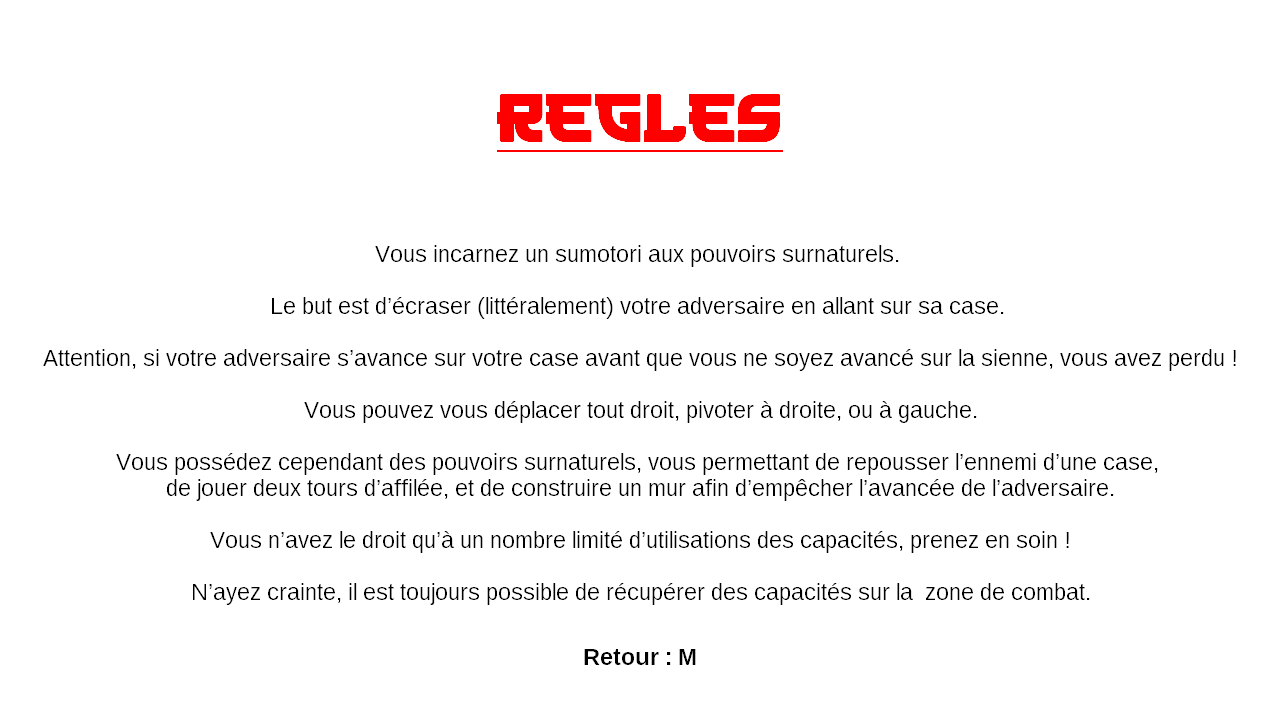 REGLES
Vous incarnez un sumotori aux pouvoirs surnaturels.
Le but est d’écraser (littéralement) votre adversaire en allant sur sa case.
Attention, si votre adversaire s’avance sur votre case avant que vous ne soyez avancé sur la sienne, vous avez perdu !
Vous pouvez vous déplacer tout droit, pivoter à droite, ou à gauche.
Vous possédez cependant des pouvoirs surnaturels, vous permettant de repousser l’ennemi d’une case,
de jouer deux tours d’affilée, et de construire un mur afin d’empêcher l’avancée de l’adversaire.
Vous n’avez le droit qu’à un nombre limité d’utilisations des capacités, prenez en soin !
N’ayez crainte, il est toujours possible de récupérer des capacités sur la  zone de combat.
Retour : M